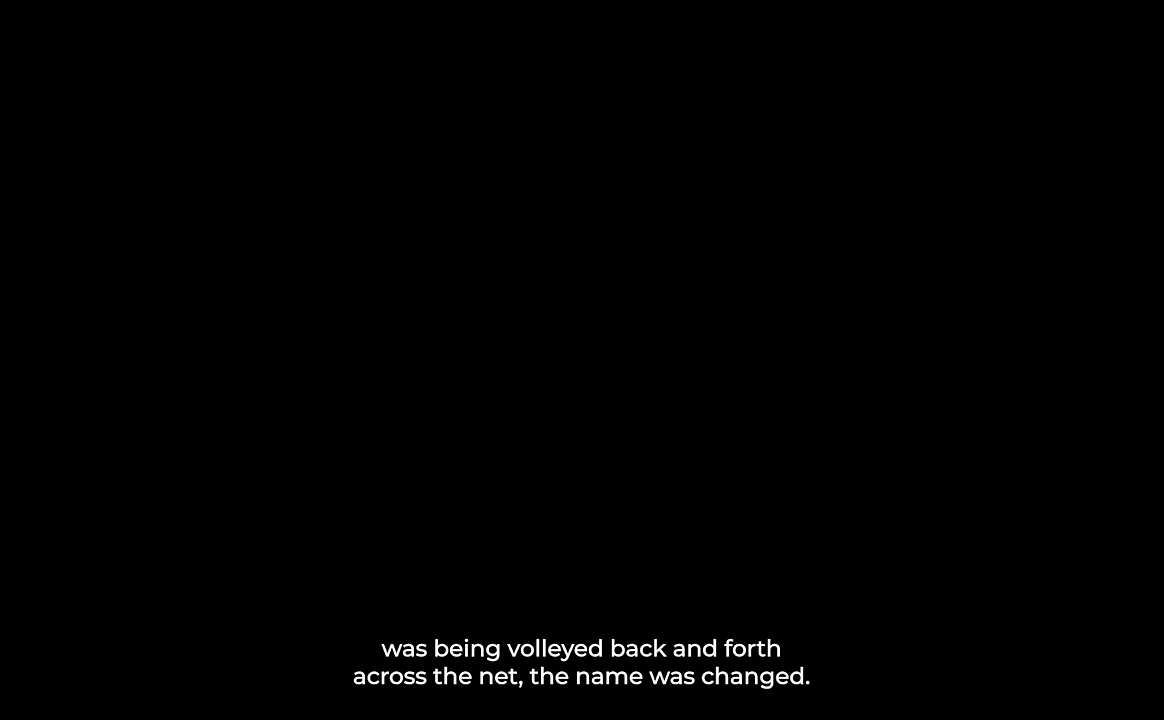 was being volleyed back and forth
across the net, the name was changed.